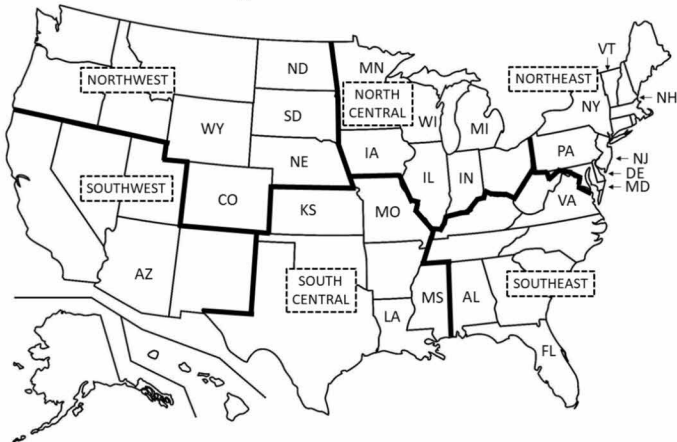 VT
ND
MN
NORTHWEST
NORTHEAST
NORTH
CENTRAL
NY
NH
SD
WY
WI
MI
IA
PA
NE
NJ
DE
MD
IL
IN
SOUTHWEST
CO
KS
MO
VA
AZ
SOUTH
CENTRAL
SOUTHEAST
MS
AL
LA
FL